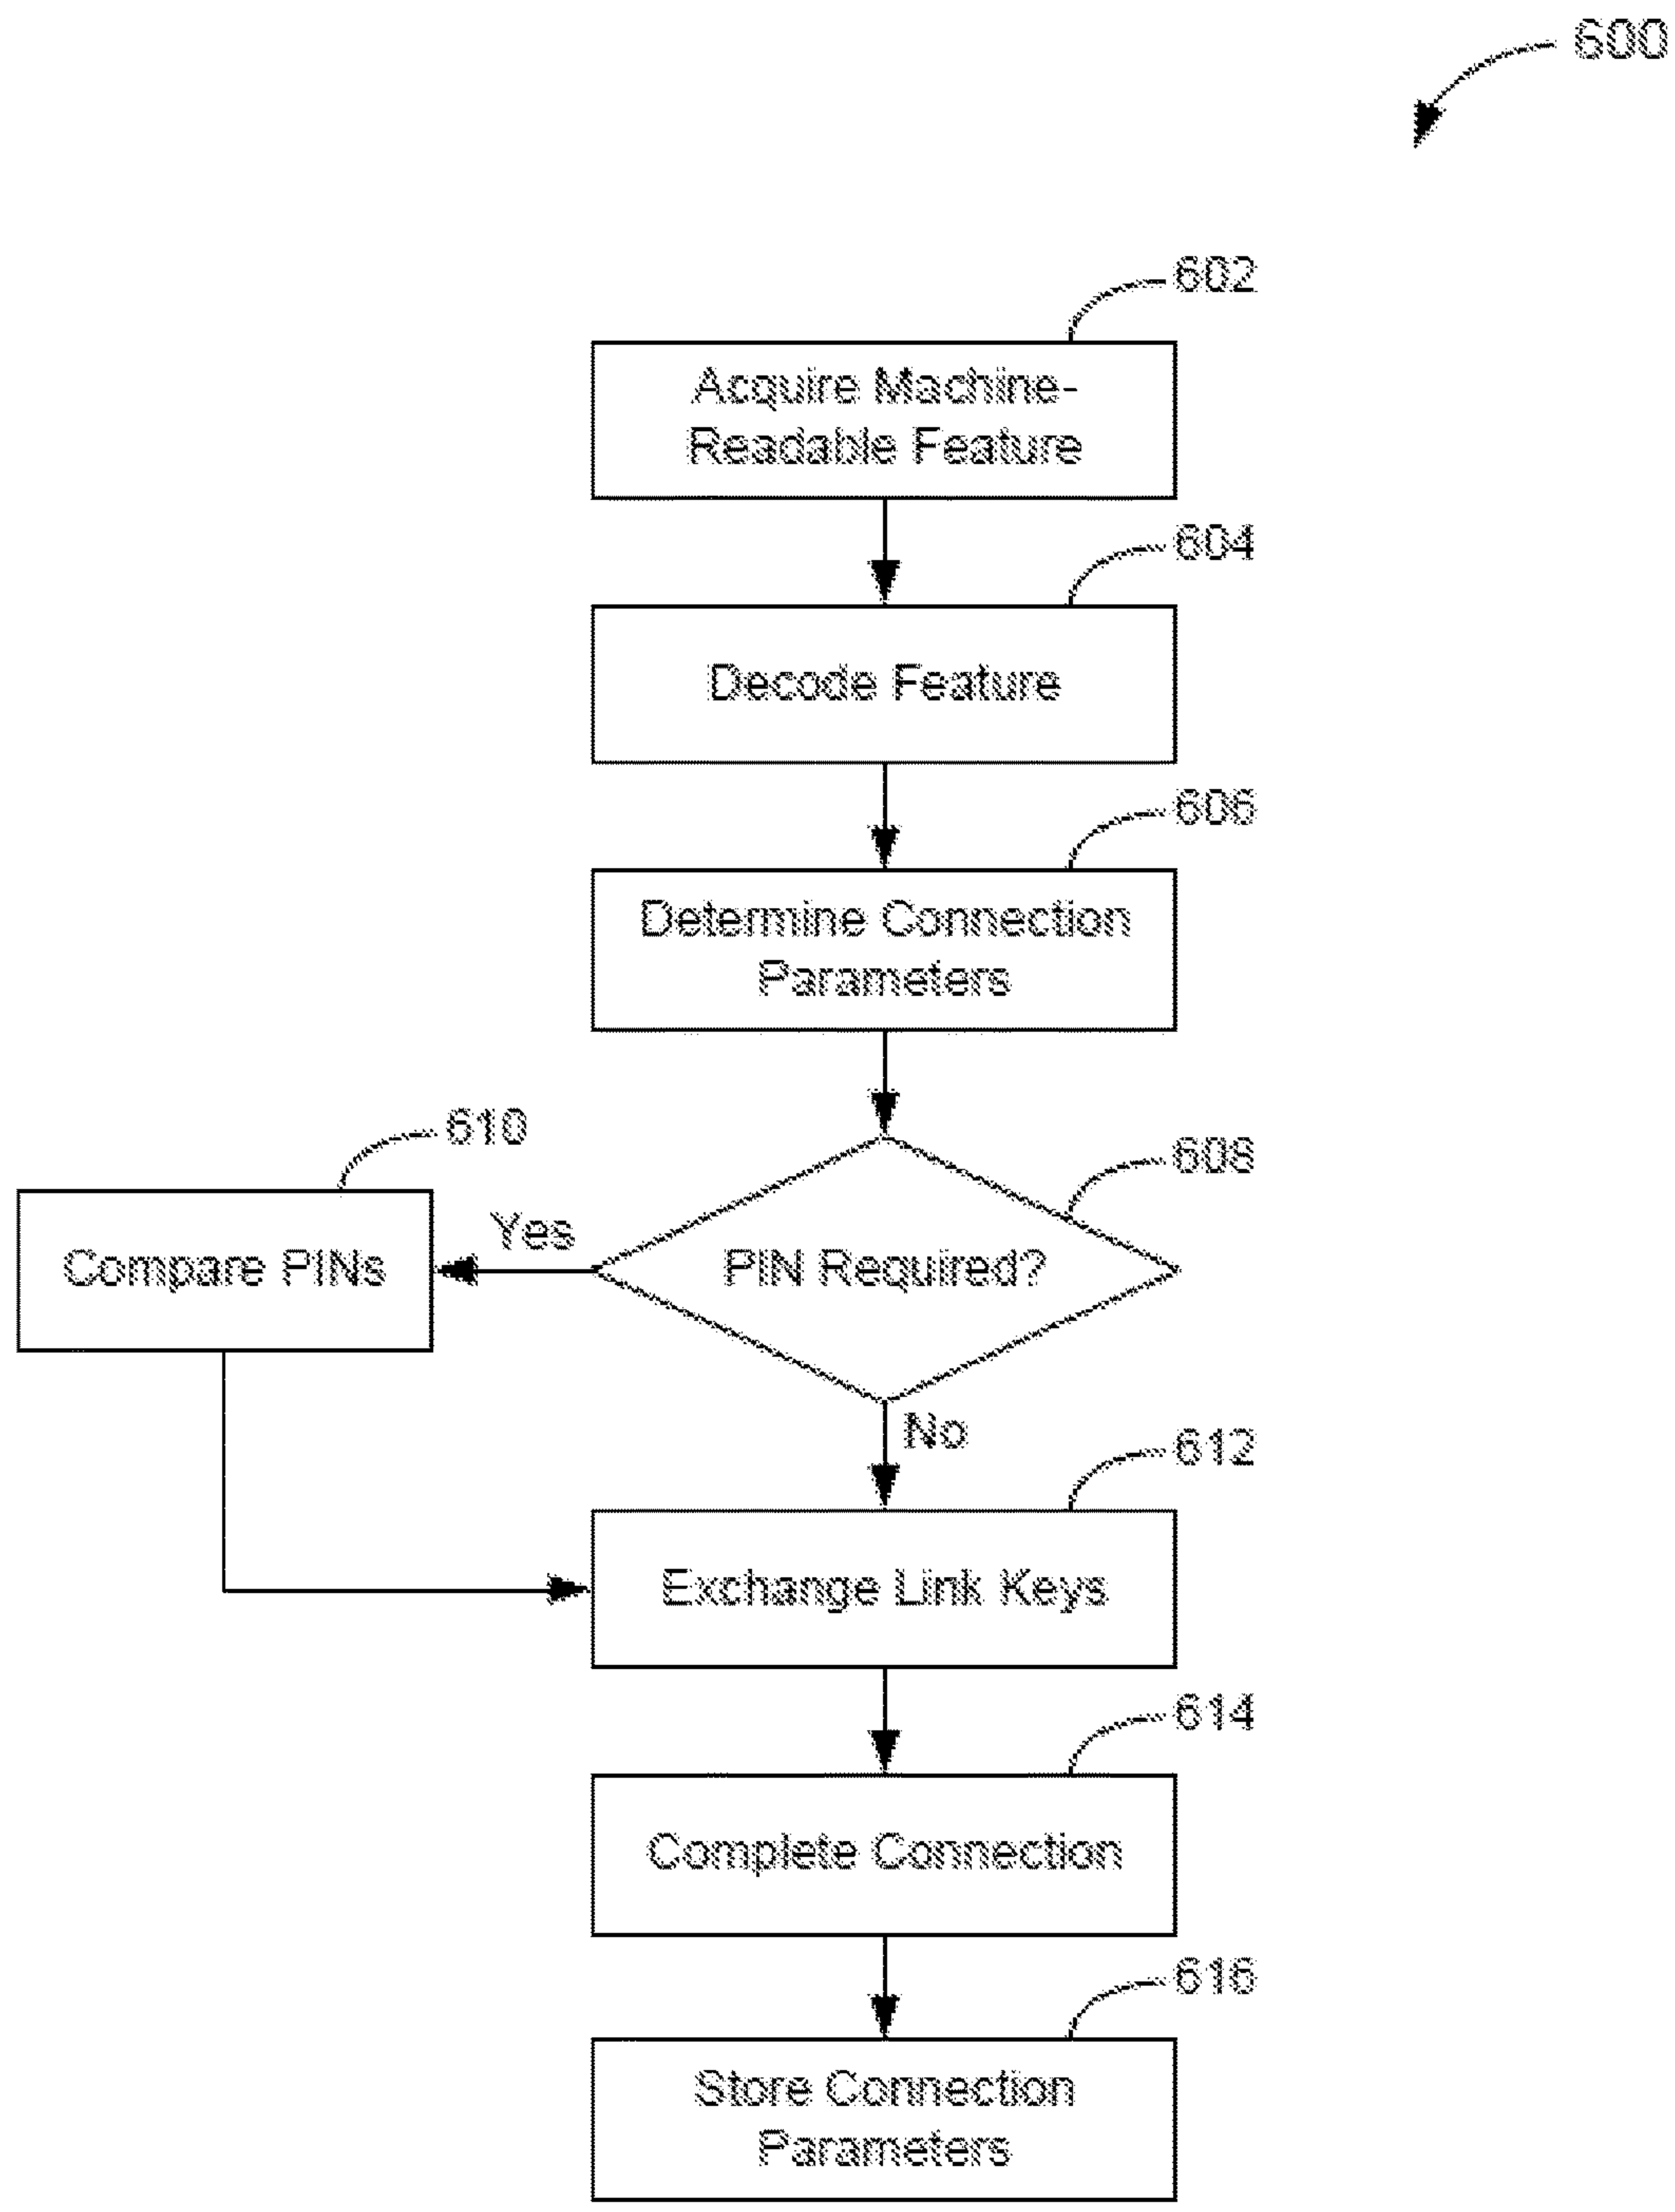 600
602
Acquire Machine-
Readable Feature
604
Decode Feature
606
Determine Connection
Parameters
610
608
Compare PINs
Yes
PIN Required?
No
612
Exchange Link Keys
614
Complete Connection
616
Store Connection
Parameters